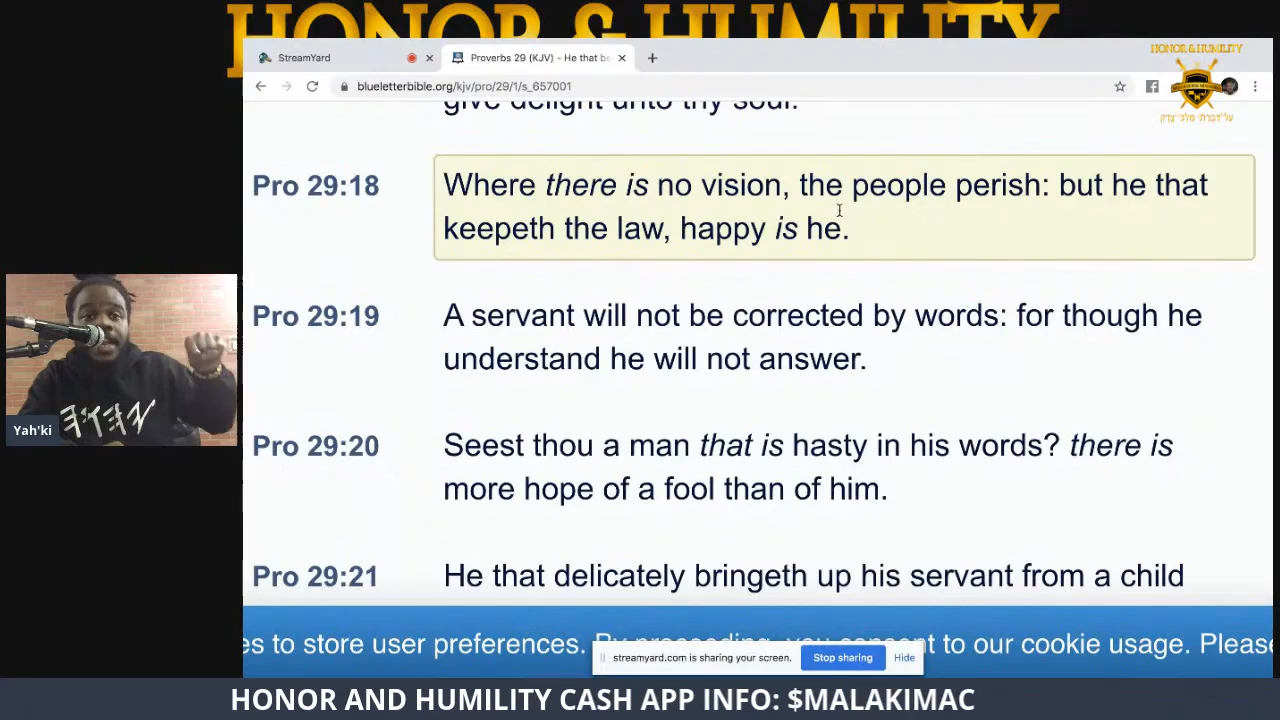 HONOR & HUMILITY
StreamYard
Proverbs 29 (KJV) - He that be
HONOR & HUMILITY
blueletterbible.org/kjv/pro/29/1/s_657001
give delight unto thy soul.
Pro 29:18
Where there is no vision, the people perish: but he that
keepeth the law, happy is he.
Pro 29:19
A servant will not be corrected by words: for though he
understand he will not answer.
Yah'ki
Pro 29:20
Seest thou a man that is hasty in his words? there is
more hope of a fool than of him.
Pro 29:21
He that delicately bringeth up his servant from a child
es to store user preferences. By proceeding, you consent to our cookie usage. Please
streamyard.com is sharing your screen. Stop sharing Hide
HONOR AND HUMILITY CASH APP INFO: $MALAKIMAC